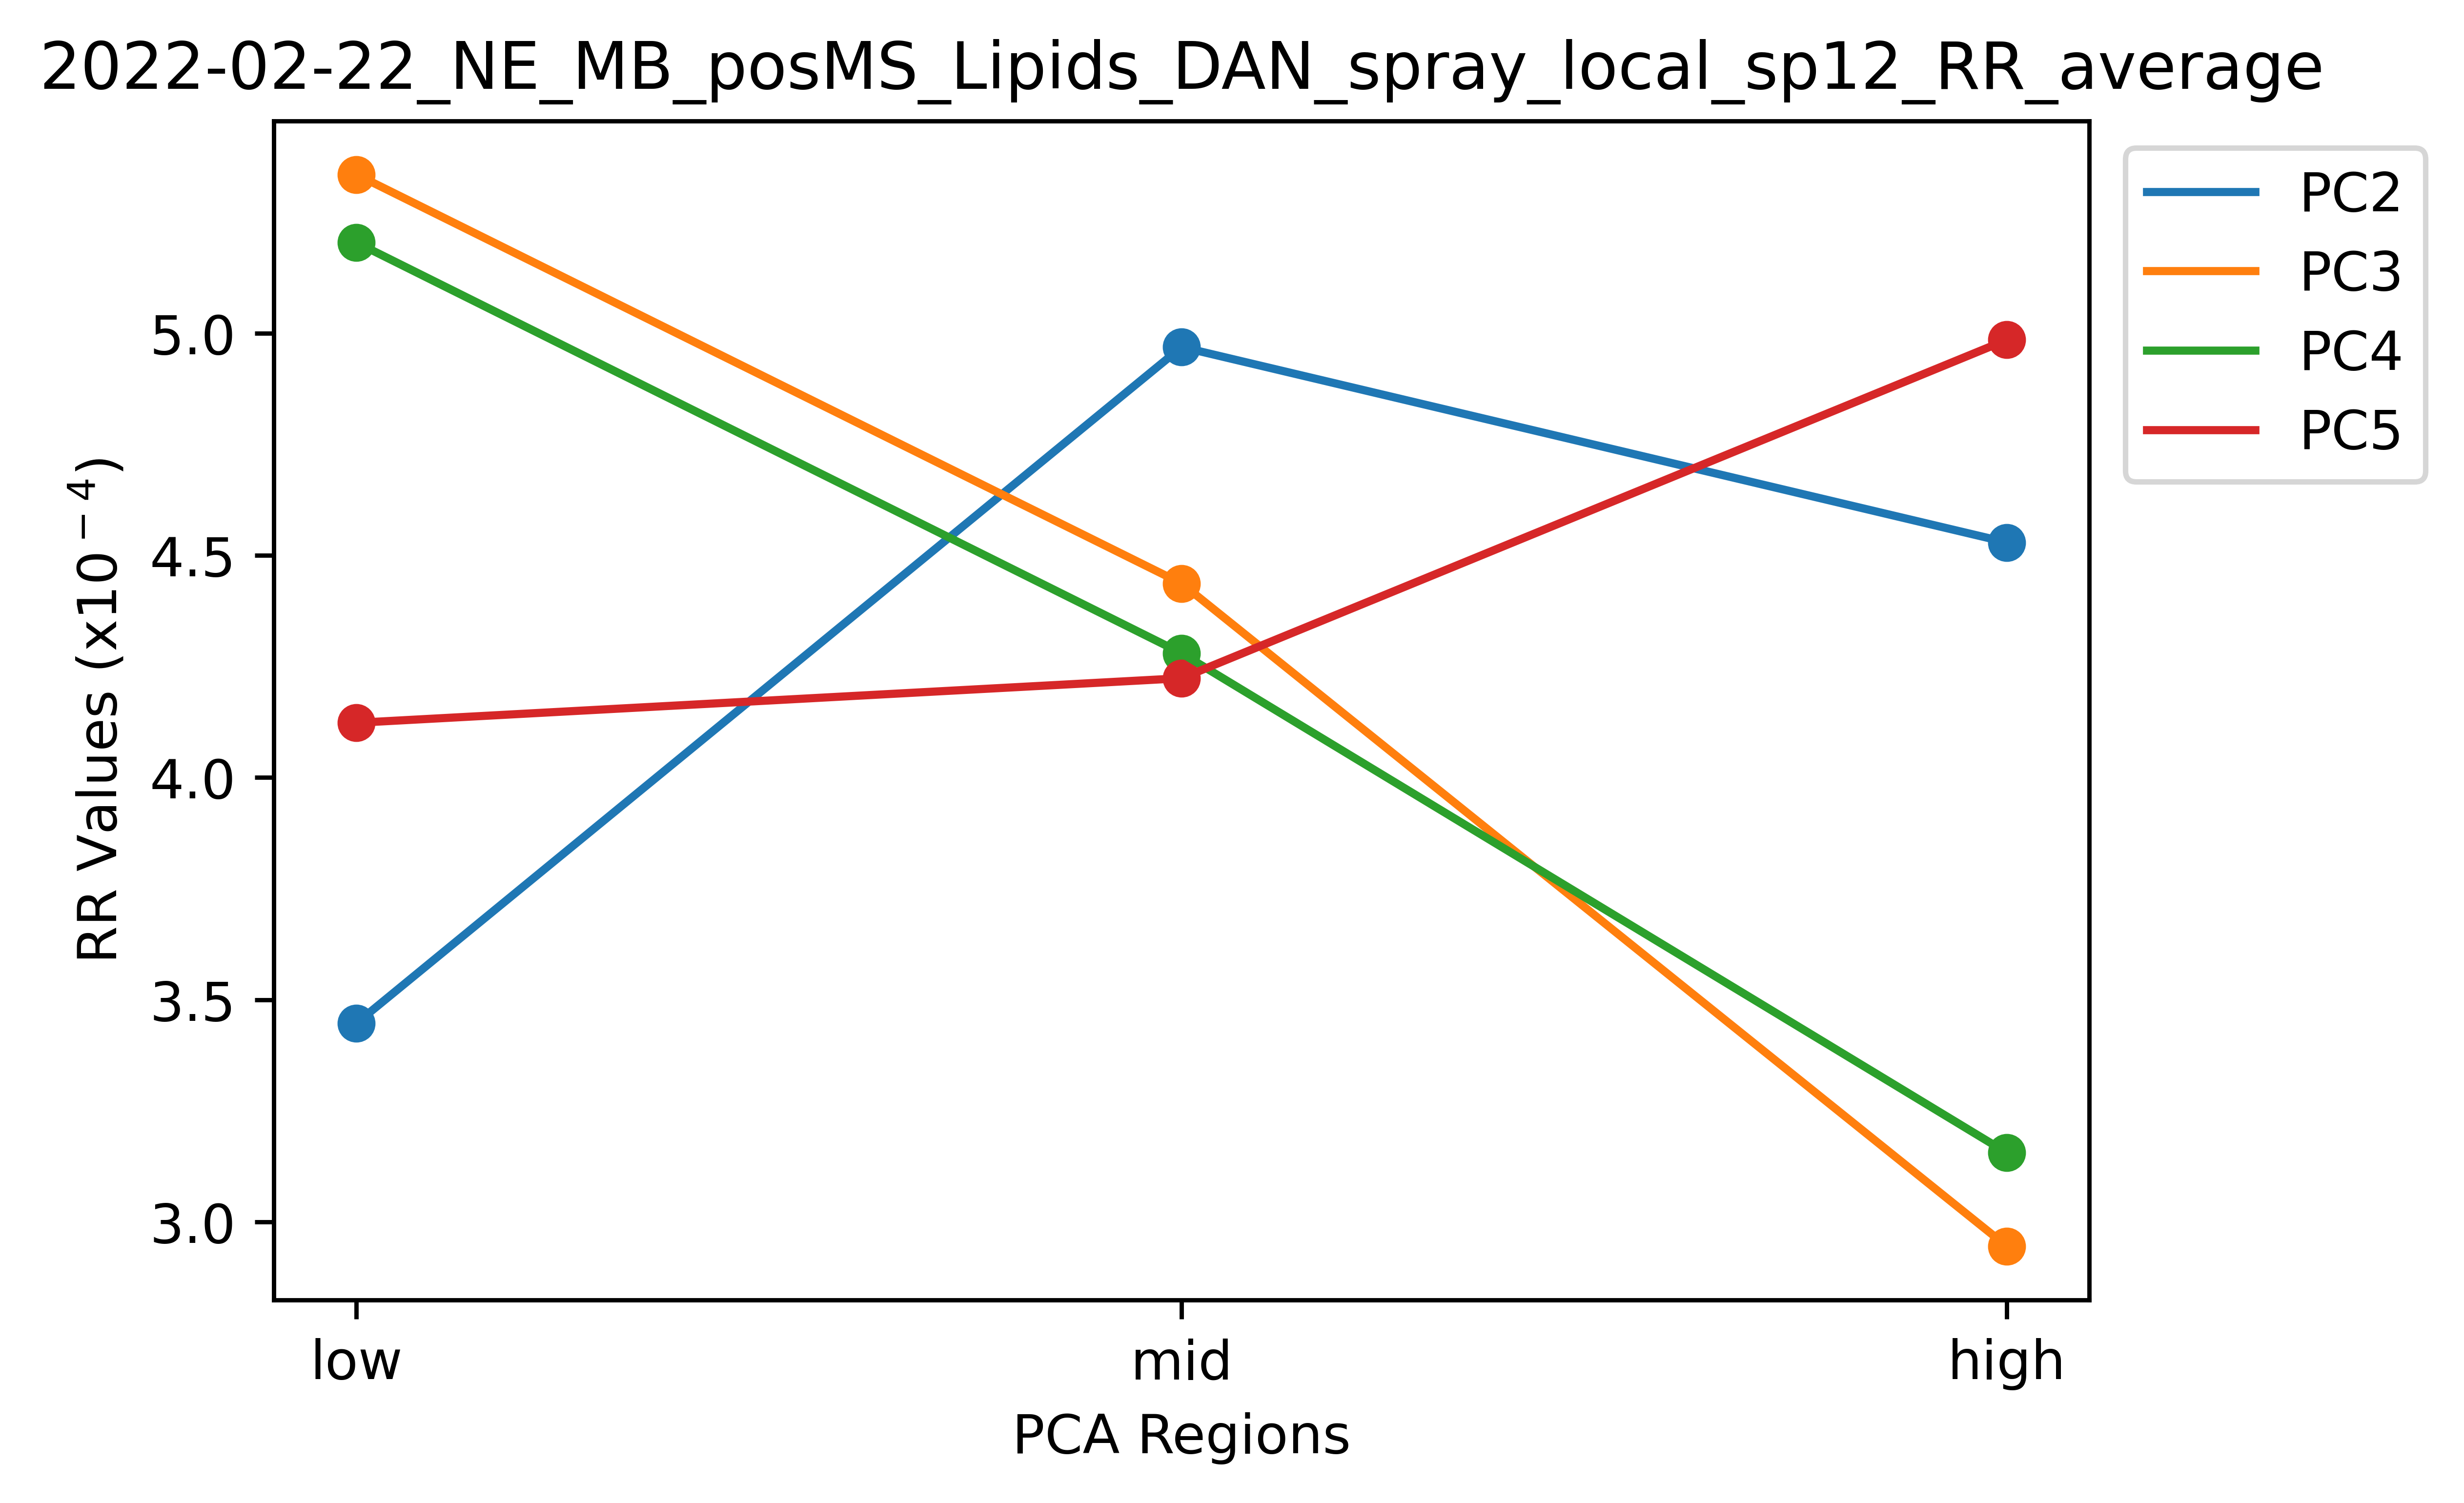 2022-02-22_NE_MB_posMS_Lipids_DAN_spray_local_sp12_RR_average
PC2
PC3
PC4
PC5
RR Values (x10⁻⁴)
5.0
4.5
4.0
3.5
3.0
low mid high
PCA Regions